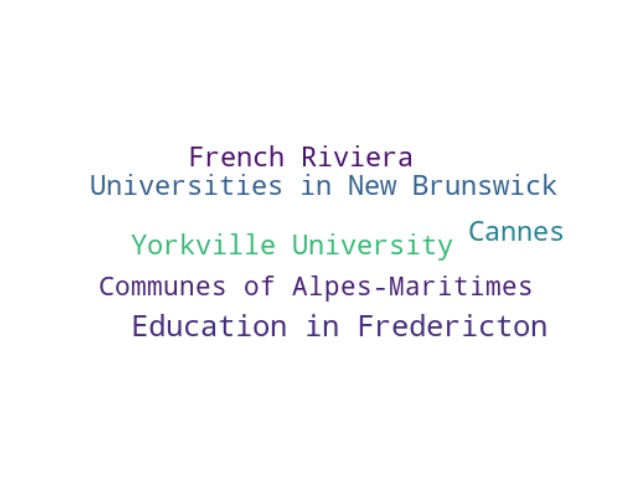 French Riviera
Universities in New Brunswick
Cannes
Yorkville University
Communes of Alpes-Maritimes
Education in Fredericton